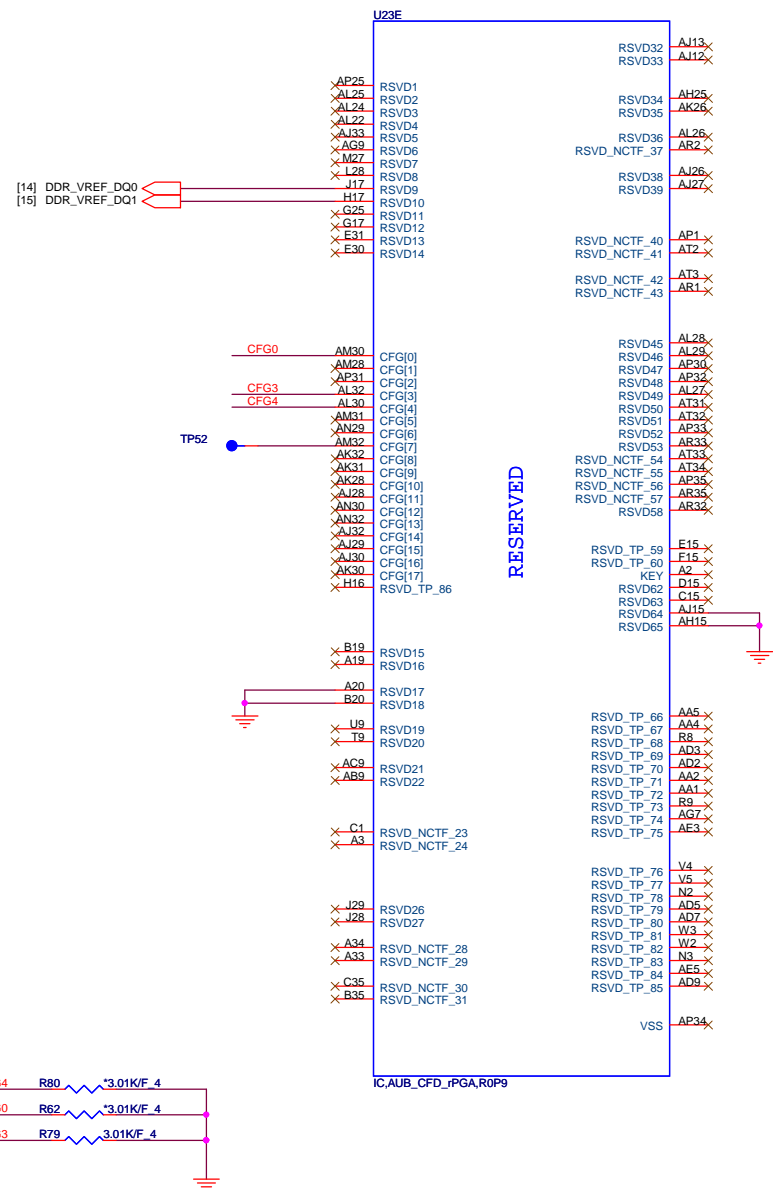 U23E
AP25 RSVD1
AL25 RSVD2
AL24 RSVD3
AL22 RSVD4
AJ33 RSVD5
AG9 RSVD6
M27 RSVD7
L28 RSVD8
[14] DDR_VREF_DQ0 J17 RSVD9
[15] DDR_VREF_DQ1 H17 RSVD10
G25 RSVD11
G17 RSVD12
E31 RSVD13
E30 RSVD14
CFG0 AM30 CFG[0]
AM28 CFG[1]
AP31 CFG[2]
CFG3 AL32 CFG[3]
CFG4 AL30 CFG[4]
AM31 CFG[5]
AN29 CFG[6]
TP52 AM32 CFG[7]
AK32 CFG[8]
AK31 CFG[9]
AK28 CFG[10]
AJ28 CFG[11]
AN30 CFG[12]
AN32 CFG[13]
AJ32 CFG[14]
AJ29 CFG[15]
AJ30 CFG[16]
AK30 CFG[17]
H16 RSVD_TP_86
B19 RSVD15
A19 RSVD16
A20 RSVD17
B20 RSVD18
U9 RSVD19
T9 RSVD20
AC9 RSVD21
AB9 RSVD22
C1 RSVD_NCTF_23
A3 RSVD_NCTF_24
J29 RSVD26
J28 RSVD27
A34 RSVD_NCTF_28
A33 RSVD_NCTF_29
C35 RSVD_NCTF_30
B35 RSVD_NCTF_31
RESERVED
RSVD32 AJ13
RSVD33 AJ12
RSVD34 AH25
RSVD35 AK26
RSVD36 AL26
RSVD_NCTF_37 AR2
RSVD38 AJ26
RSVD39 AJ27
RSVD_NCTF_40 AP1
RSVD_NCTF_41 AT2
RSVD_NCTF_42 AT3
RSVD_NCTF_43 AR1
RSVD45 AL28
RSVD46 AL29
RSVD47 AP30
RSVD48 AP32
RSVD49 AL27
RSVD50 AT31
RSVD51 AT32
RSVD52 AP33
RSVD53 AR33
RSVD_NCTF_54 AT33
RSVD_NCTF_55 AT34
RSVD_NCTF_56 AP35
RSVD_NCTF_57 AR35
RSVD58 AR32
RSVD_TP_59 E15
RSVD_TP_60 F15
KEY A2
RSVD62 D15
RSVD63 C15
RSVD64 AJ15
RSVD65 AH15
RSVD_TP_66 AA5
RSVD_TP_67 AA4
RSVD_TP_68 R8
RSVD_TP_69 AD3
RSVD_TP_70 AD2
RSVD_TP_71 AA2
RSVD_TP_72 AA1
RSVD_TP_73 R9
RSVD_TP_74 AG7
RSVD_TP_75 AE3
RSVD_TP_76 V4
RSVD_TP_77 V5
RSVD_TP_78 N2
RSVD_TP_79 AD5
RSVD_TP_80 AD7
RSVD_TP_81 W3
RSVD_TP_82 W2
RSVD_TP_83 N3
RSVD_TP_84 AE5
RSVD_TP_85 AD9
VSS AP34
IC,AUB_CFD_rPGA,R0P9
R80 *3.01K/F_4
R62 *3.01K/F_4
R79 3.01K/F_4